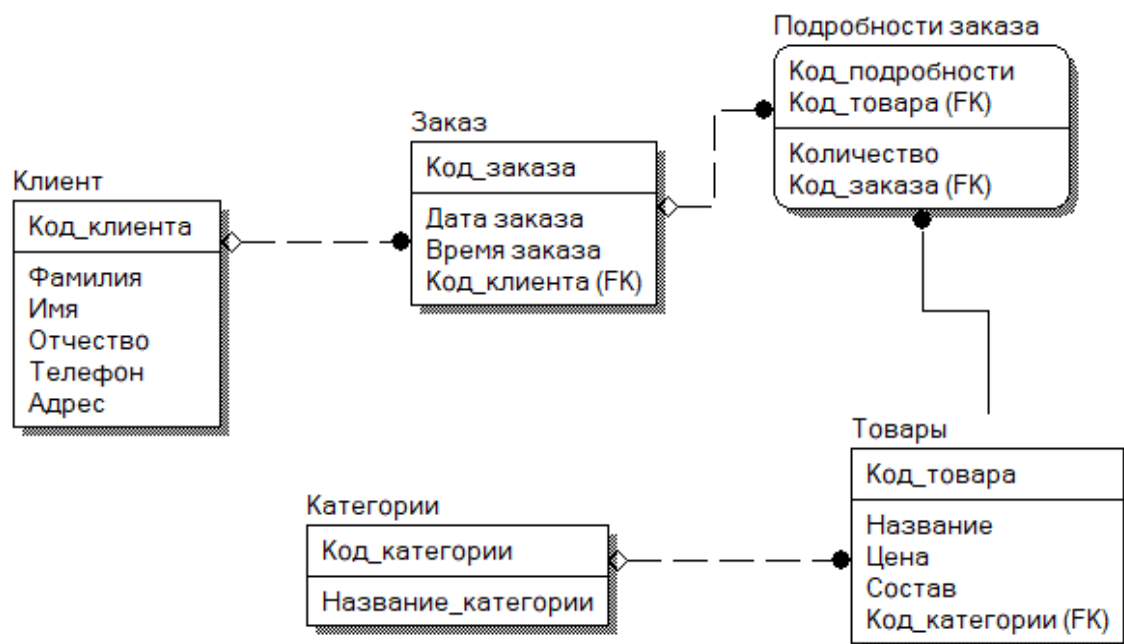 Подробности заказа
Код_подробности
Код_товара (FK)
Количество
Код_заказа (FK)
Заказ
Код_заказа
Дата заказа
Время заказа
Код_клиента (FK)
Клиент
Код_клиента
Фамилия
Имя
Отчество
Телефон
Адрес
Товары
Код_товара
Название
Цена
Состав
Код_категории (FK)
Категории
Код_категории
Название_категории